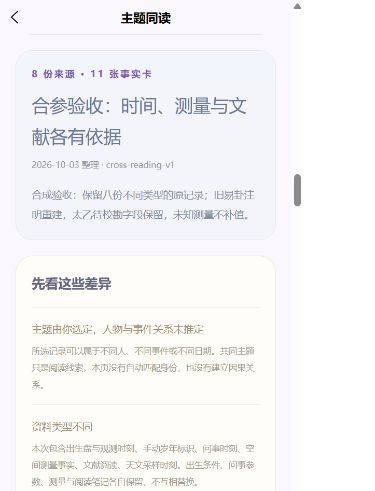 主题同读
8 份来源 · 11 张事实卡
合参验收：时间、测量与文
献各有依据
2026-10-03 整理 · cross-reading-v1
合成验收：保留八份不同类型的原记录；旧易卦注
明重建，太乙待校勘字段保留，未知测量不补值。
先看这些差异
主题由你选定，人物与事件关系未推定
所选记录可以属于不同人、不同事件或不同日期。共同主题
只是阅读线索，本页没有自动匹配身份，也没有建立因果关
系。
资料类型不同
本次包含出生盘与观测时刻、手动岁年标识、问事时刻、空
间测量事实、文献阅读、天文采样时刻。出生条件、问事参
数、测量与阅读笔记各自保留，不互相替换。